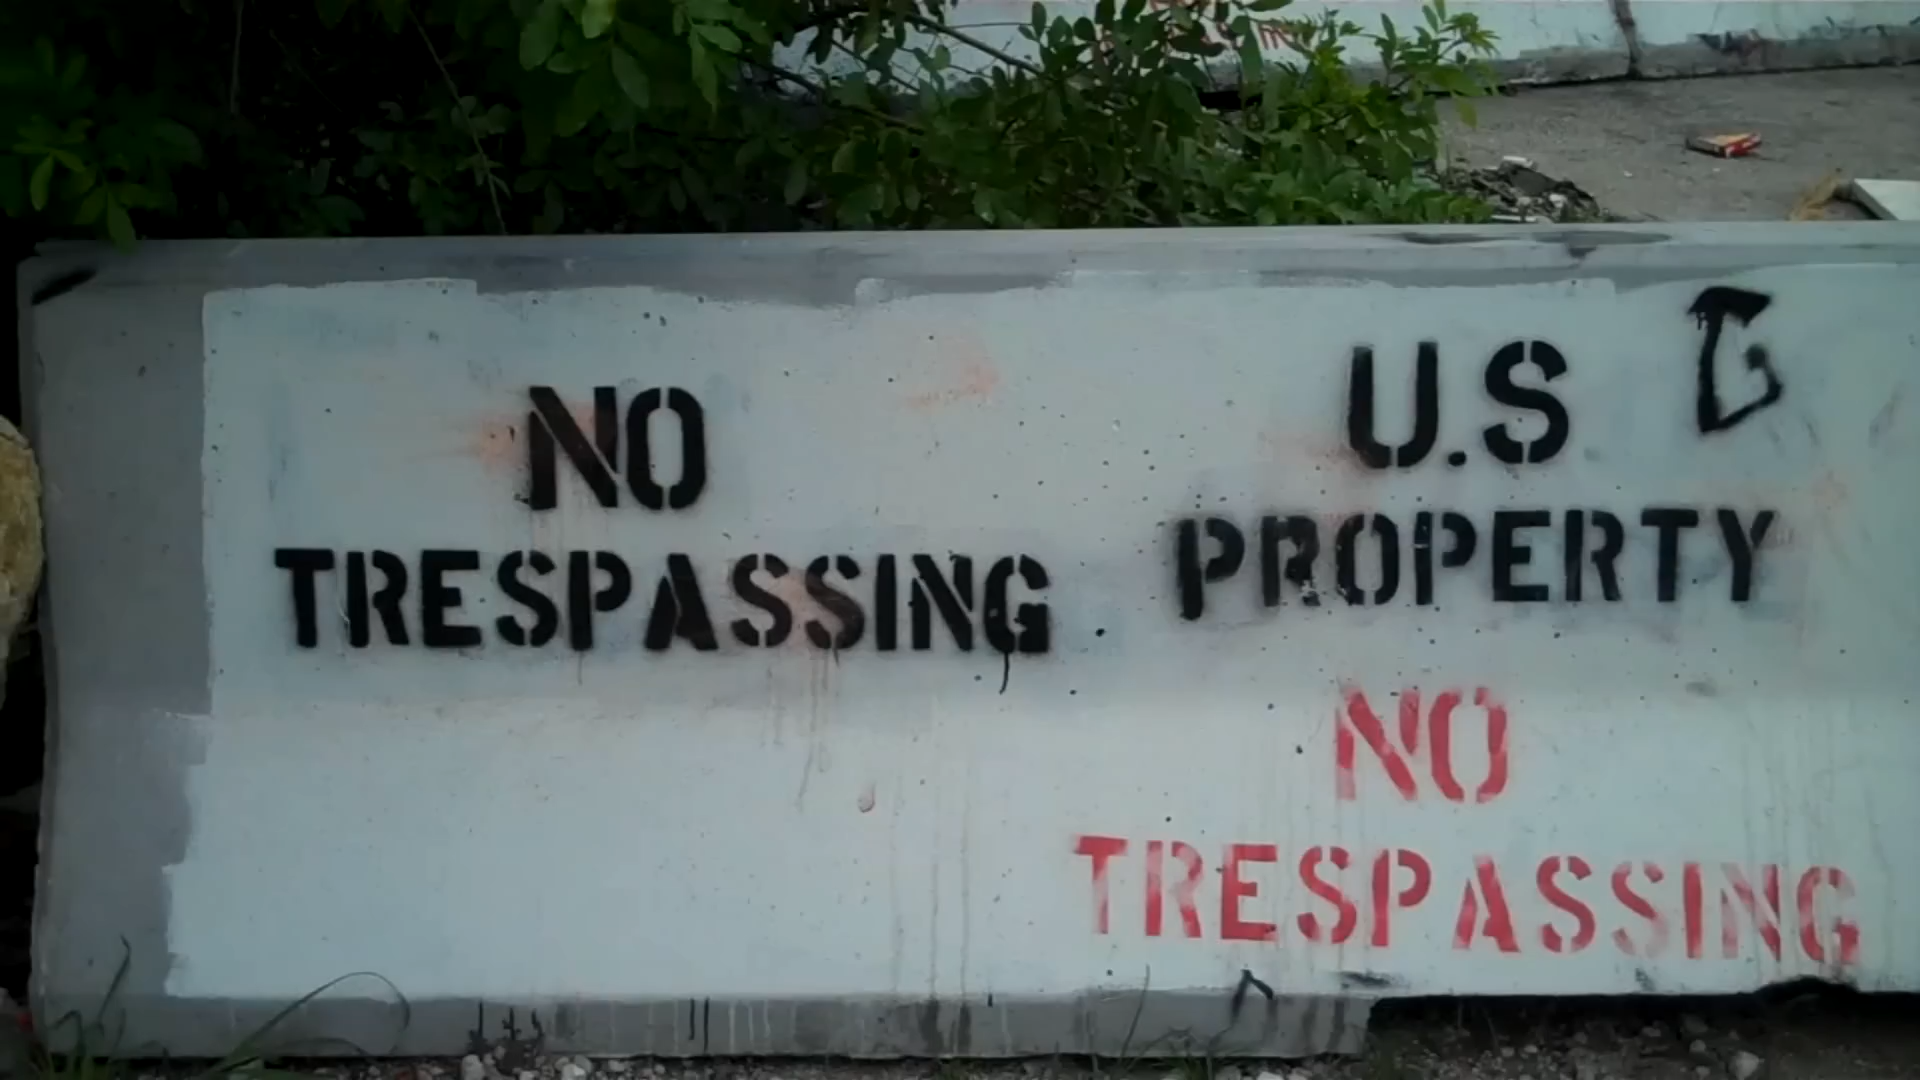 NO
TRESPASSING
U.S
PROPERTY
NO
TRESPASSING